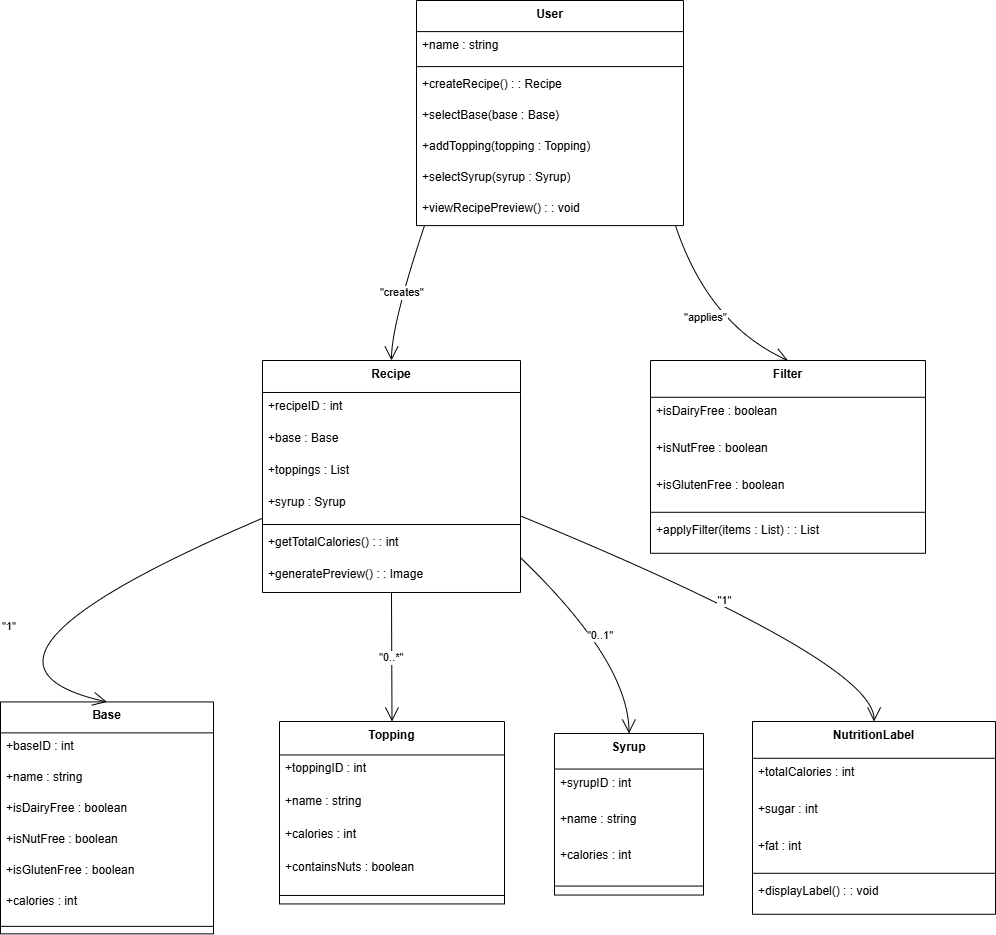 User
+name : string
+createRecipe() : : Recipe
+selectBase(base : Base)
+addTopping(topping : Topping)
+selectSyrup(syrup : Syrup)
+viewRecipePreview() : : void
"creates"
"applies"
Recipe
+recipeID : int
+base : Base
+toppings : List
+syrup : Syrup
+getTotalCalories() : : int
+generatePreview() : : Image
Filter
+isDairyFree : boolean
+isNutFree : boolean
+isGlutenFree : boolean
+applyFilter(items : List) : : List
"1"
"0..*"
"0..1"
"1"
Base
+baseID : int
+name : string
+isDairyFree : boolean
+isNutFree : boolean
+isGlutenFree : boolean
+calories : int
Topping
+toppingID : int
+name : string
+calories : int
+containsNuts : boolean
Syrup
+syrupID : int
+name : string
+calories : int
NutritionLabel
+totalCalories : int
+sugar : int
+fat : int
+displayLabel() : : void